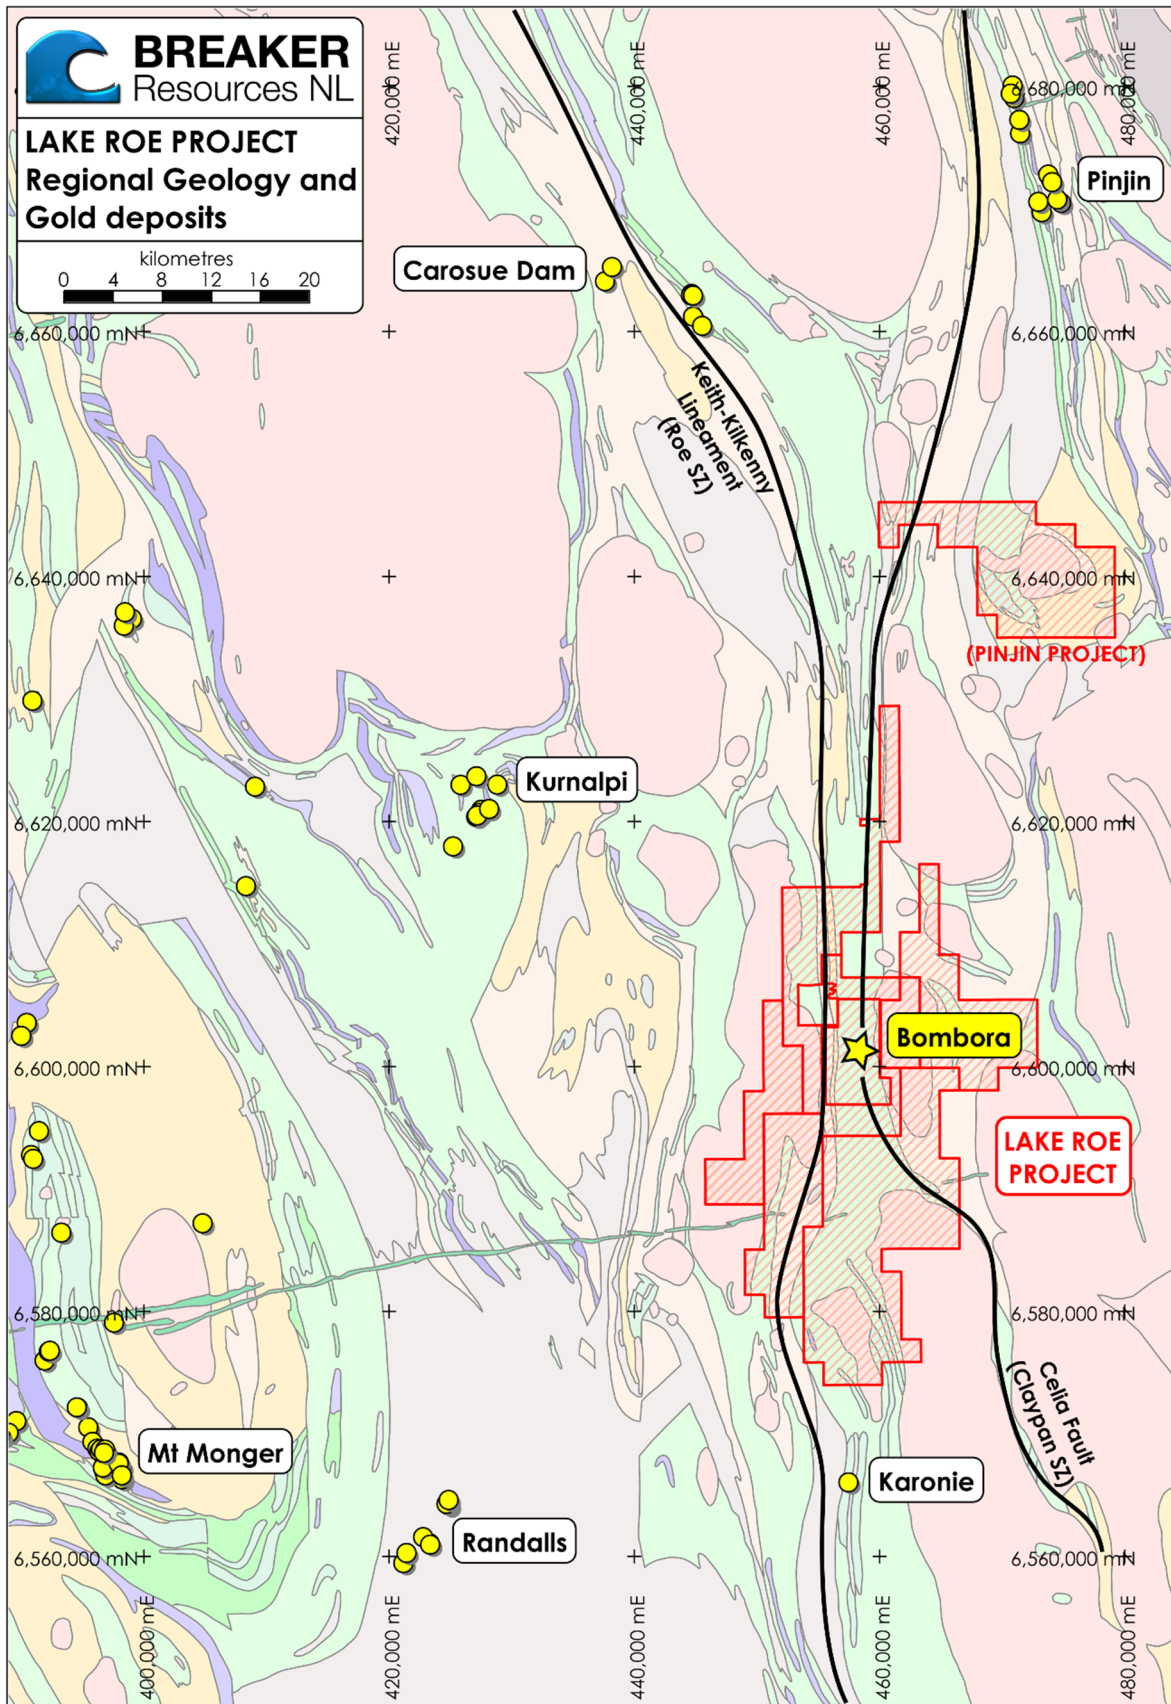 BREAKER
Resources NL
LAKE ROE PROJECT
Regional Geology and
Gold deposits
kilometres
0 4 8 12 16 20
420,000 mE
440,000 mE
460,000 mE
480,000 mE
6,680,000 mN
Pinjin
Carosue Dam
6,660,000 mN
6,660,000 mN
Keith-Kilkenny
Lineament
(Roe SZ)
6,640,000 mN
6,640,000 mN
(PINJIN PROJECT)
Kurnalpi
6,620,000 mN
6,620,000 mN
3
Bombora
6,600,000 mN
6,600,000 mN
LAKE ROE
PROJECT
6,580,000 mN
6,580,000 mN
Celia Fault
(Claypan SZ)
Mt Monger
Karonie
Randalls
6,560,000 mN
6,560,000 mN
400,000 mE
420,000 mE
440,000 mE
460,000 mE
480,000 mE